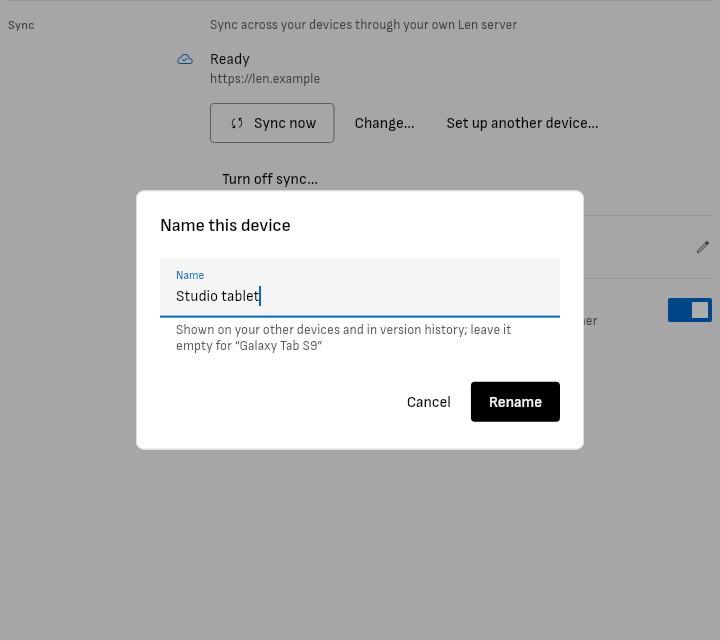 Sync
Sync across your devices through your own Len server
Ready
https://len.example
Sync now
Change...
Set up another device...
Turn off sync...
Name this device
Name
Studio tablet
Shown on your other devices and in version history; leave it
empty for “Galaxy Tab S9”
Cancel
Rename